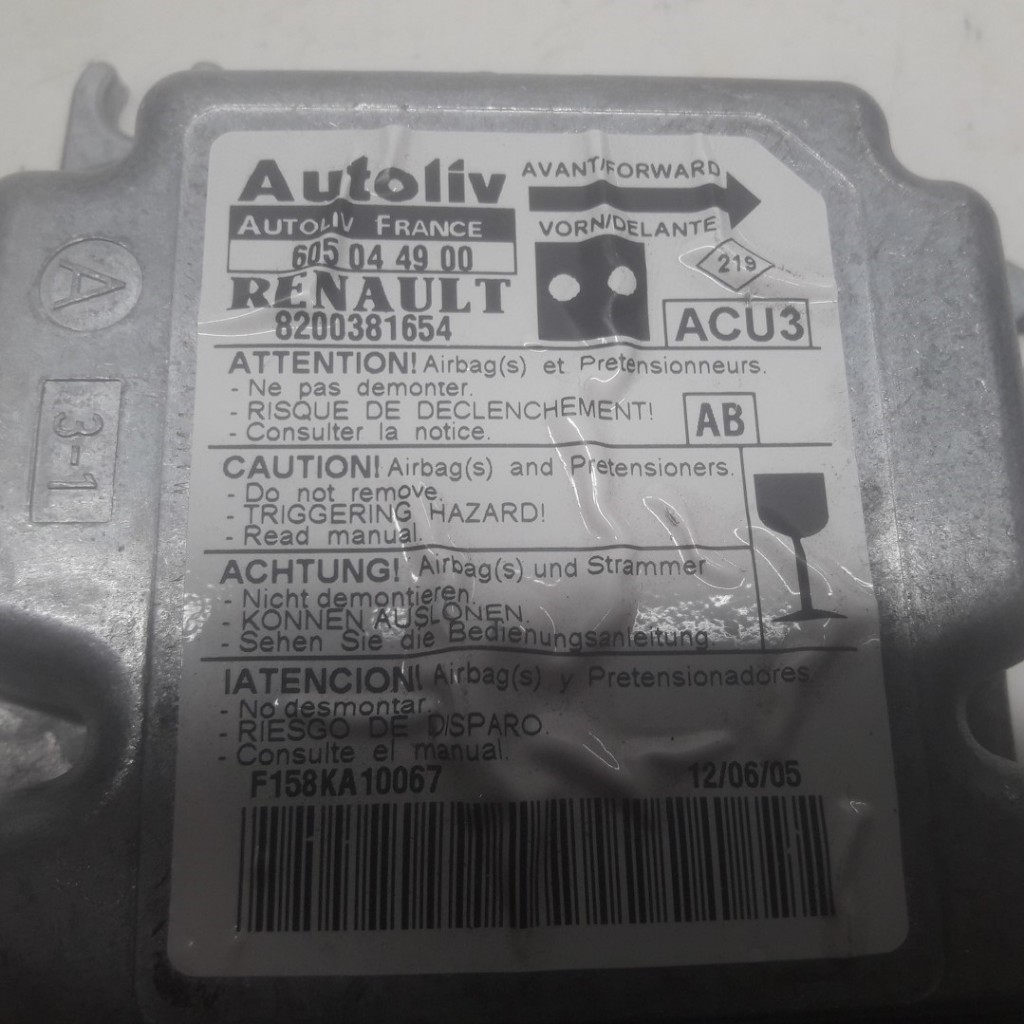 Autoliv
AUTOLIV FRANCE
605 04 49 00
RENAULT
8200381654
AVANT/FORWARD
VORN/DELANTE
219
ACU3
ATTENTION! Airbag(s) et Pretensionneurs.
- Ne pas demonter.
- RISQUE DE DECLENCHEMENT!
- Consulter la notice.
AB
CAUTION! Airbag(s) and Pretensioners.
- Do not remove.
- TRIGGERING HAZARD!
- Read manual.
ACHTUNG! Airbag(s) und Strammer
- Nicht demontieren.
- KONNEN AUSLONEN.
- Sehen Sie die Bedienungsanleitung.
IATENCION! Airbag(s) y Pretensionadores.
- No desmontar.
- RIESGO DE DISPARO.
- Consulte el manual.
F158KA10067 12/06/05
A
3-1